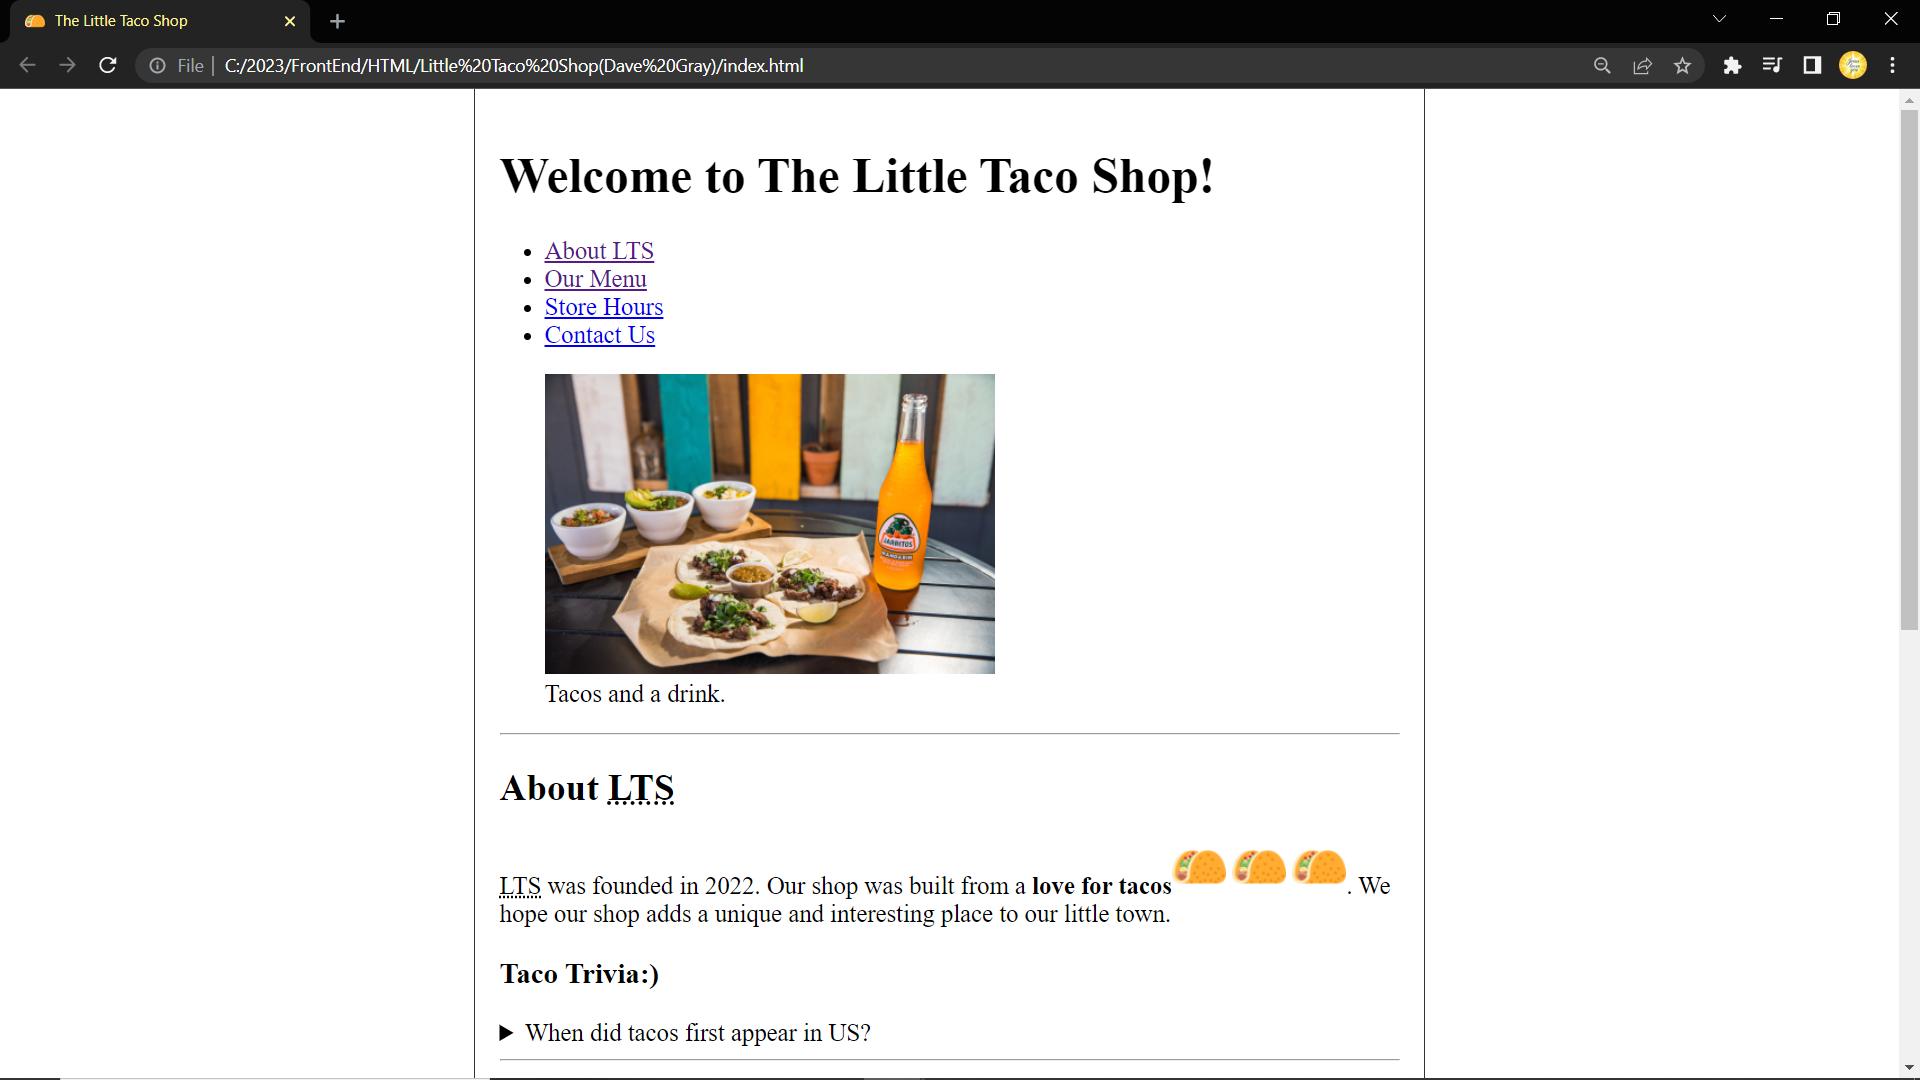 The Little Taco Shop
File
C:/2023/FrontEnd/HTML/Little%20Taco%20Shop(Dave%20Gray)/index.html
Welcome to The Little Taco Shop!
About LTS
Our Menu
Store Hours
Contact Us
JARRITOS
MANDARIN
Tacos and a drink.
About LTS
LTS was founded in 2022. Our shop was built from a love for tacos🌮🌮🌮. We
hope our shop adds a unique and interesting place to our little town.
Taco Trivia:)
When did tacos first appear in US?